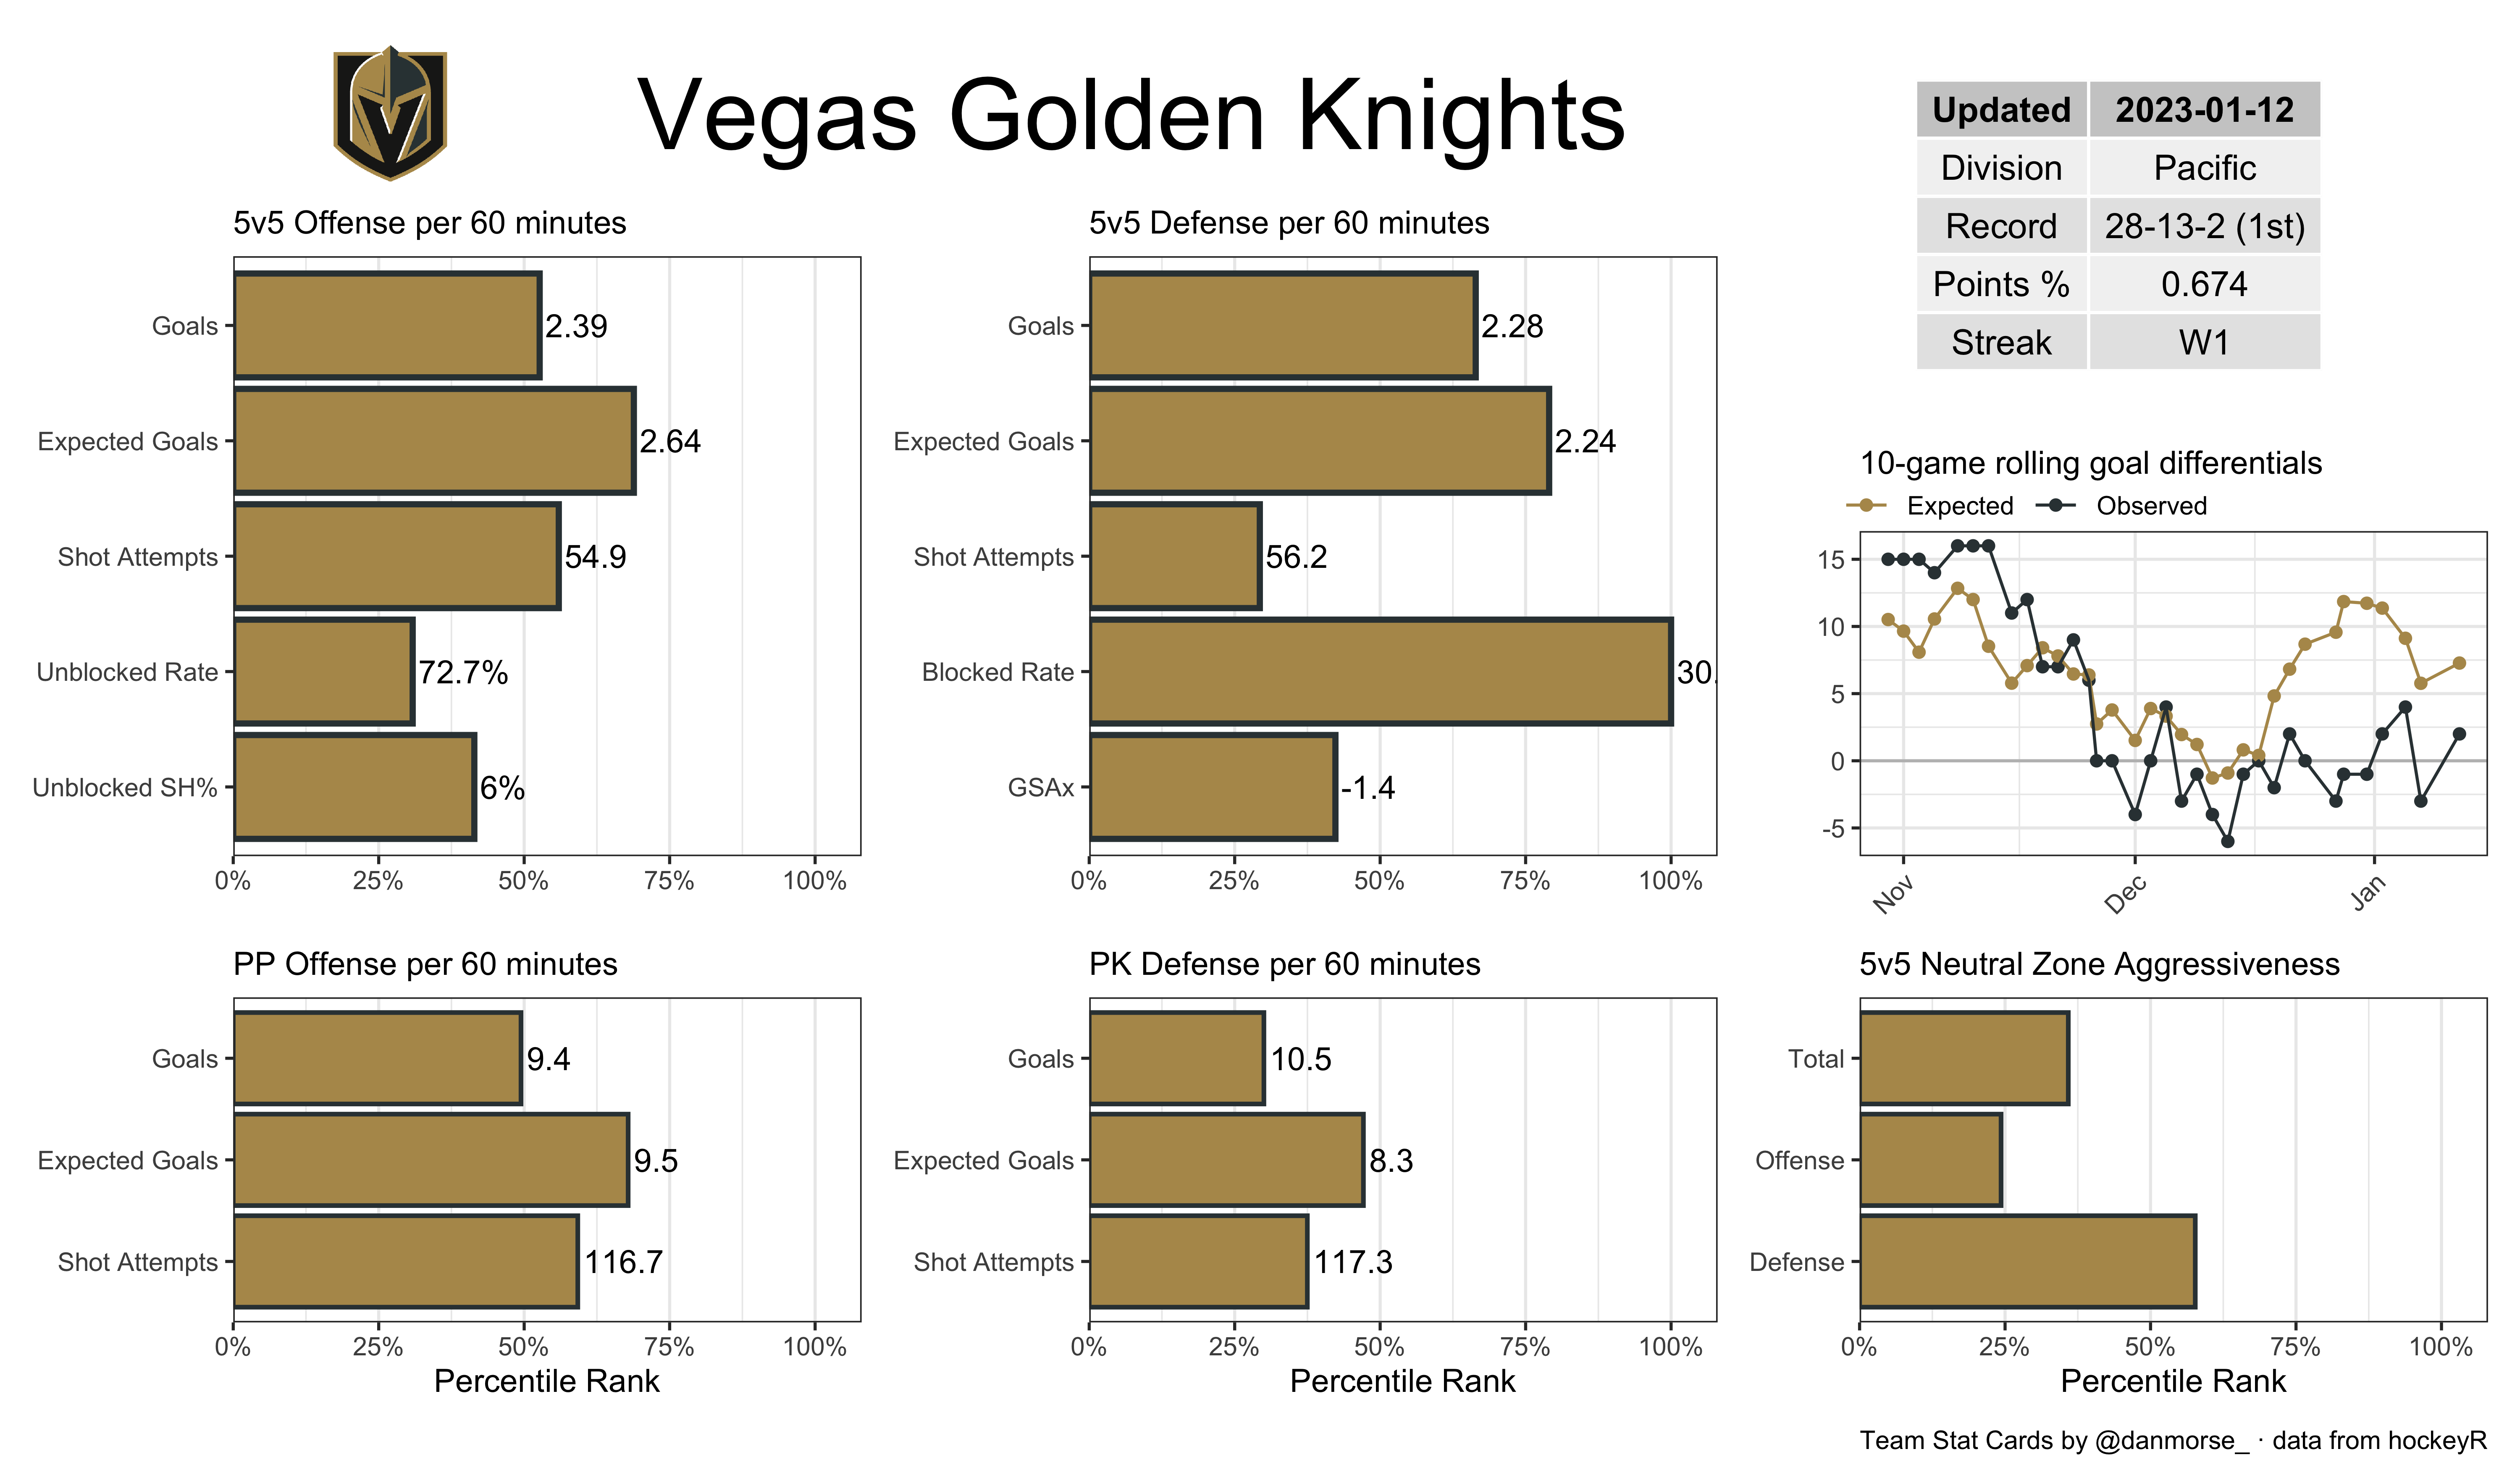 Vegas Golden Knights
Updated 2023-01-12
Division Pacific
Record 28-13-2 (1st)
Points % 0.674
Streak W1
5v5 Offense per 60 minutes
Goals 2.39
Expected Goals 2.64
Shot Attempts 54.9
Unblocked Rate 72.7%
Unblocked SH% 6%
0% 25% 50% 75% 100%
5v5 Defense per 60 minutes
Goals 2.28
Expected Goals 2.24
Shot Attempts 56.2
Blocked Rate 30.
GSAx -1.4
0% 25% 50% 75% 100%
10-game rolling goal differentials
Expected Observed
15
10
5
0
-5
Nov Dec Jan
PP Offense per 60 minutes
Goals 9.4
Expected Goals 9.5
Shot Attempts 116.7
0% 25% 50% 75% 100%
Percentile Rank
PK Defense per 60 minutes
Goals 10.5
Expected Goals 8.3
Shot Attempts 117.3
0% 25% 50% 75% 100%
Percentile Rank
5v5 Neutral Zone Aggressiveness
Total
Offense
Defense
0% 25% 50% 75% 100%
Percentile Rank
Team Stat Cards by @danmorse_ · data from hockeyR